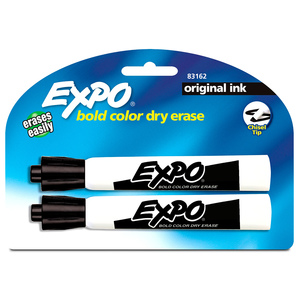 83162
original ink
EXPO®
bold color dry erase
erases
easily
Chisel
Tip
EXPO®
BOLD COLOR DRY ERASE
EXPO®
BOLD COLOR DRY ERASE